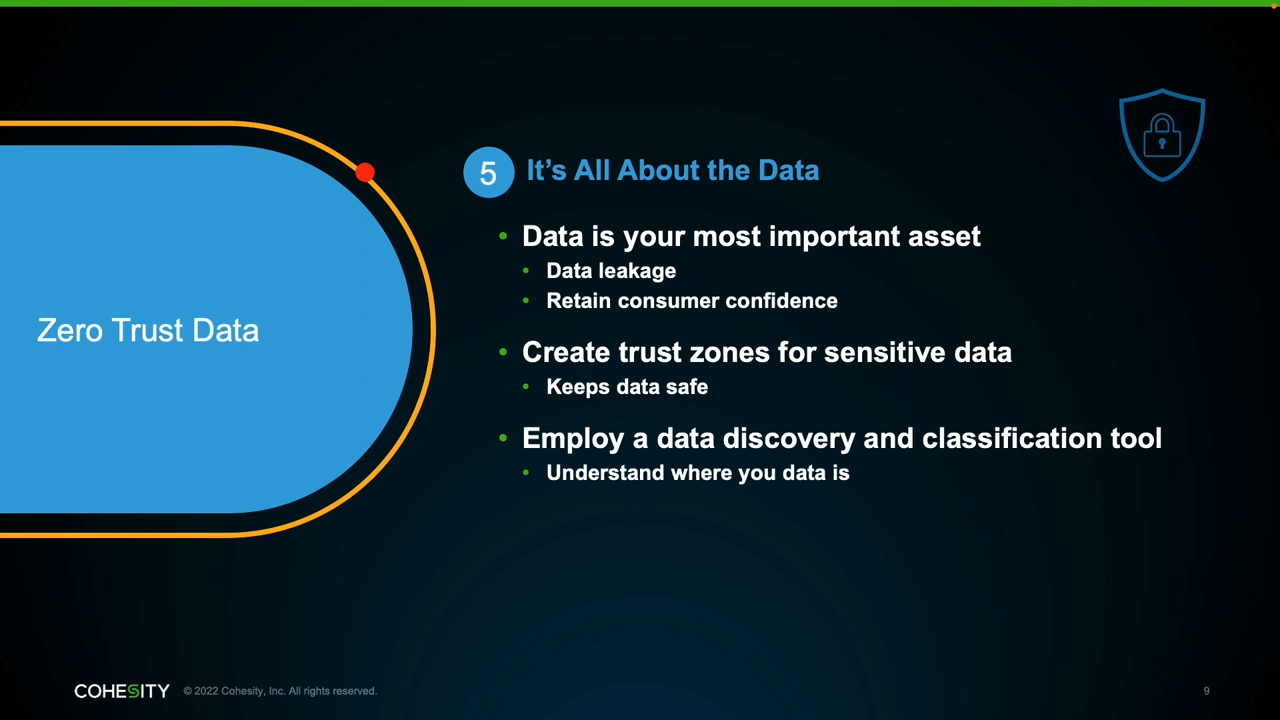 Zero Trust Data
5
It's All About the Data
• Data is your most important asset
• Data leakage
• Retain consumer confidence
• Create trust zones for sensitive data
• Keeps data safe
• Employ a data discovery and classification tool
• Understand where you data is
COHESITY © 2022 Cohesity, Inc. All rights reserved.
9